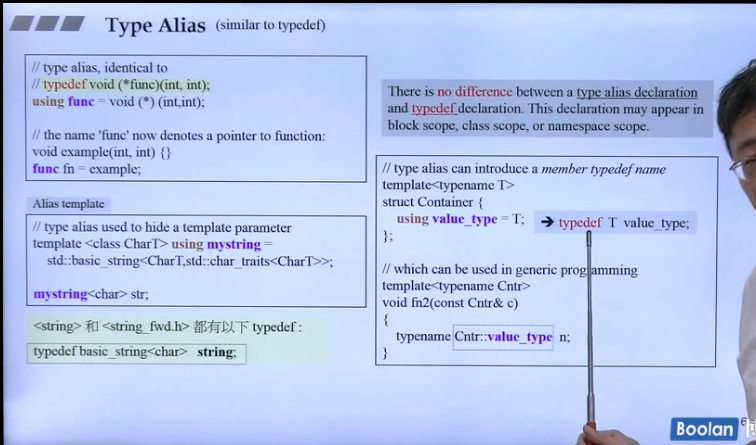 Type Alias (similar to typedef)
// type alias, identical to
// typedef void (*func)(int, int);
using func = void (*) (int,int);
// the name 'func' now denotes a pointer to function:
void example(int, int) {}
func fn = example;
Alias template
// type alias used to hide a template parameter
template <class CharT> using mystring =
std::basic_string<CharT,std::char_traits<CharT>>;
mystring<char> str;
<string> 和 <string_fwd.h> 都有以下 typedef :
typedef basic_string<char> string;
There is no difference between a type alias declaration
and typedef declaration. This declaration may appear in
block scope, class scope, or namespace scope.
// type alias can introduce a member typedef name
template<typename T>
struct Container {
using value_type = T; ➔ typedef T value_type;
};
// which can be used in generic programming
template<typename Cntr>
void fn2(const Cntr& c)
{
typename Cntr::value_type n;
}
Boolan